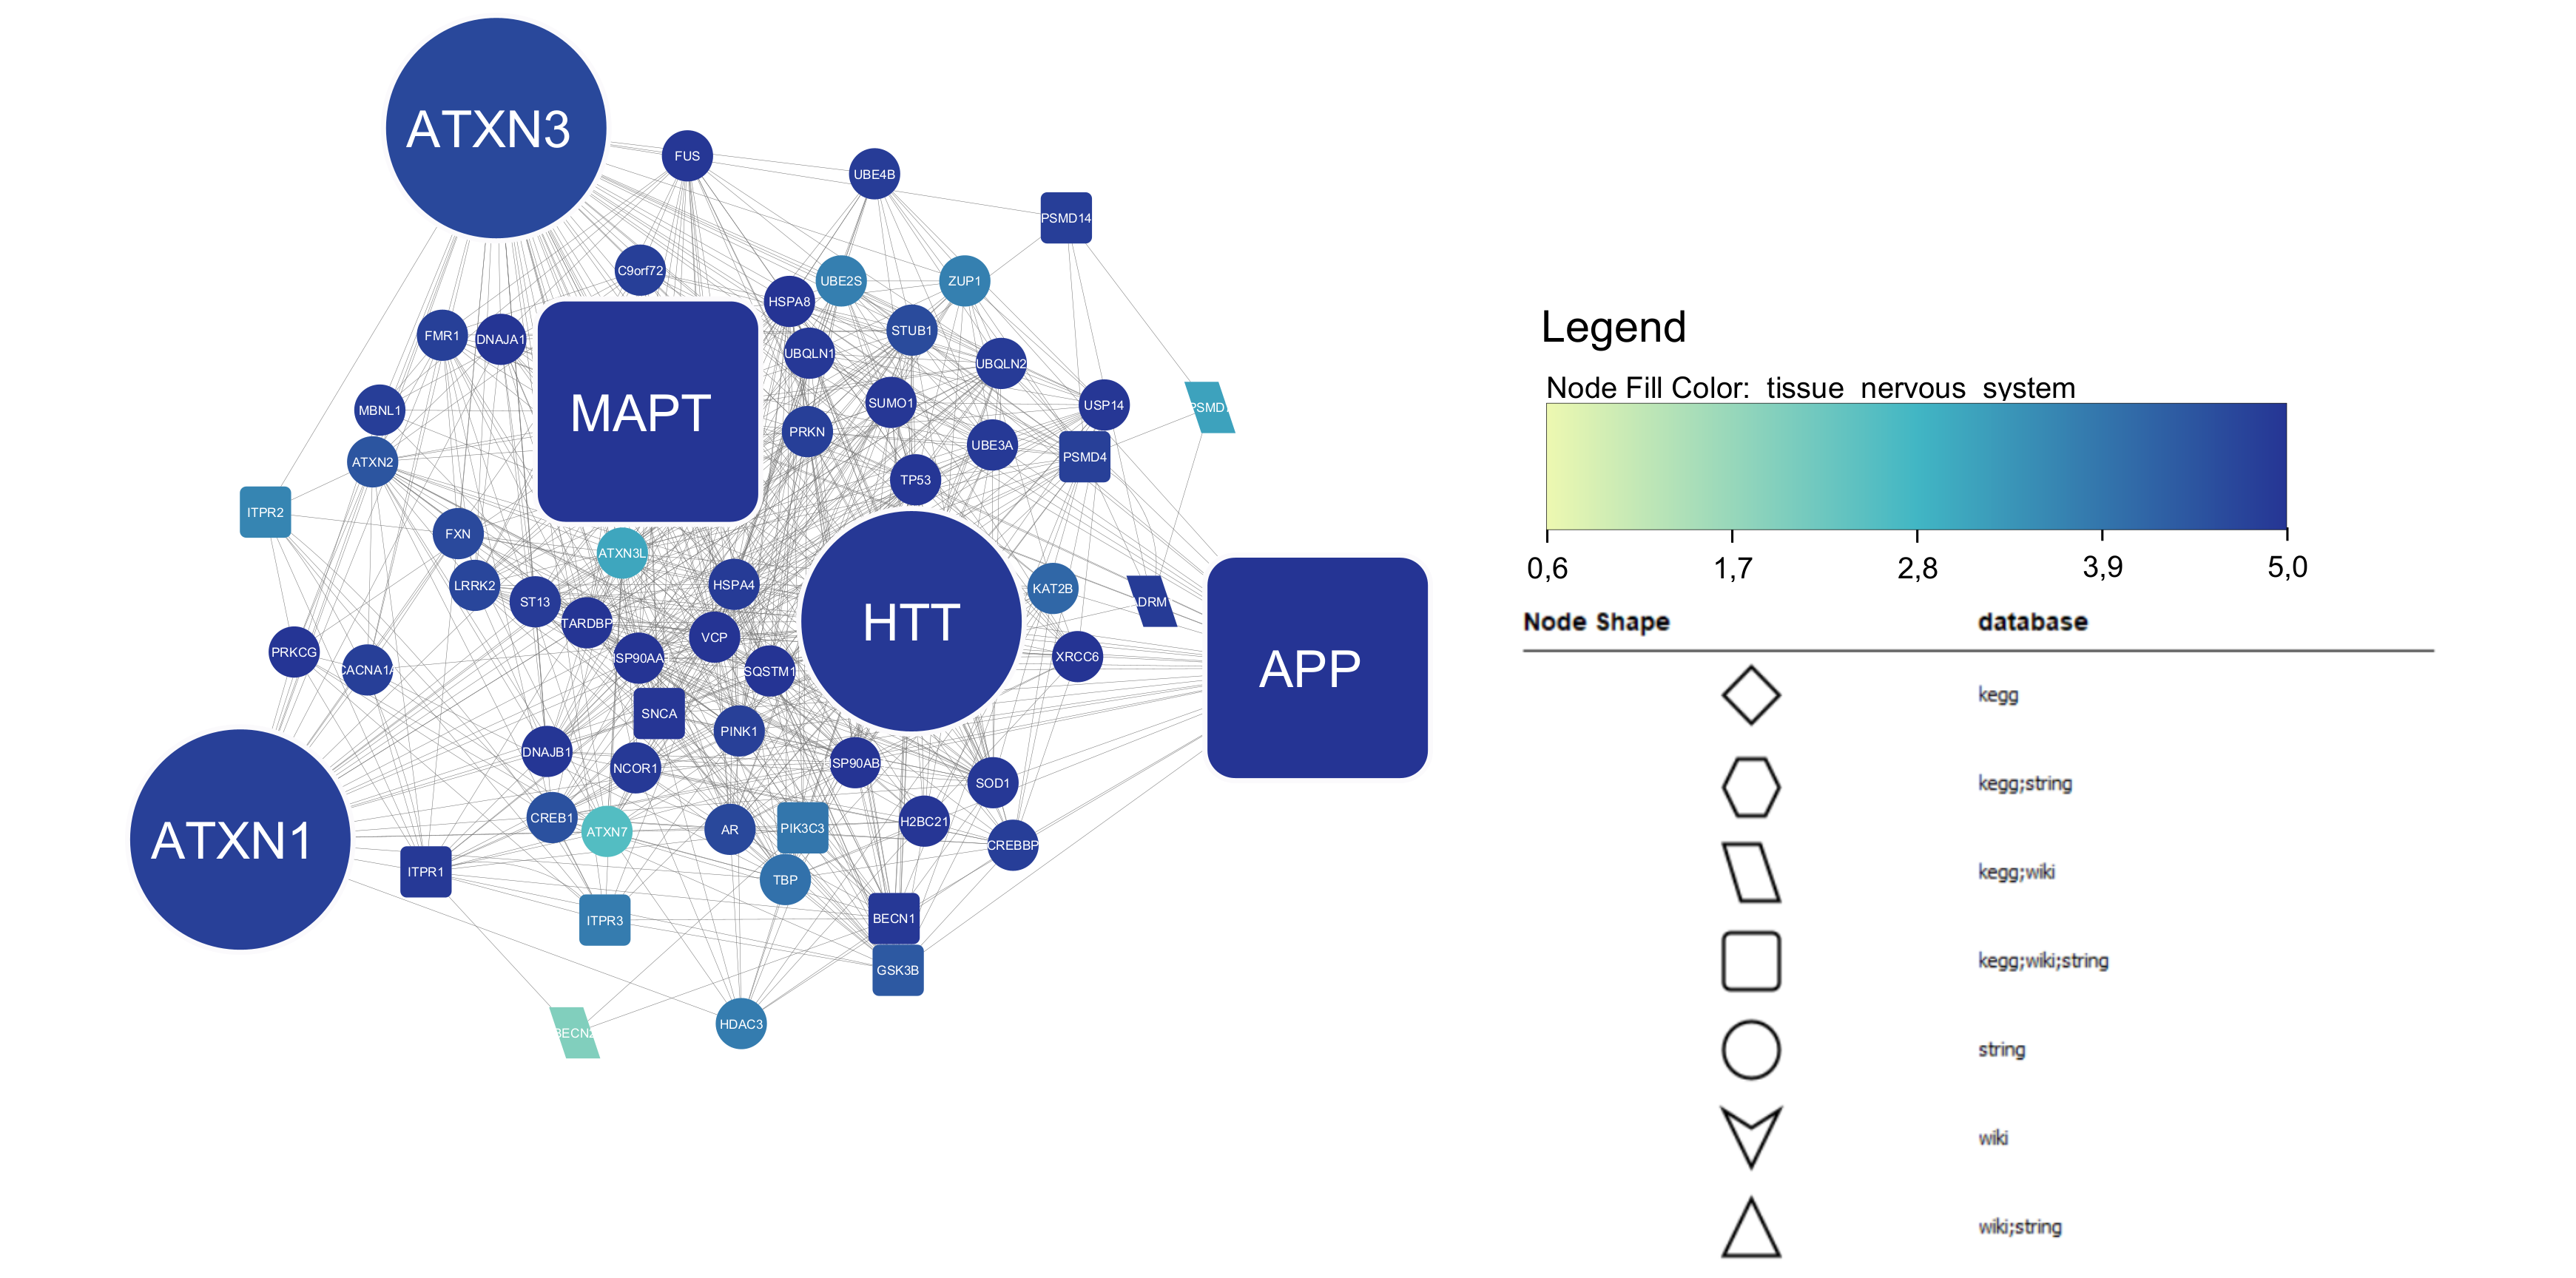 ATXN3
FUS
UBE4B
PSMD14
C9orf72
HSPA8
UBE2S
ZUP1
FMR1
DNAJA1
STUB1
UBQLN1
UBQLN2
MBNL1
MAPT
SUMO1
USP14
PSMD
PRKN
UBE3A
ATXN2
PSMD4
TP53
ITPR2
FXN
ATXN3L
LRRK2
HSPA4
KAT2B
ST13
DRM
TARDBP
HTT
VCP
PRKCG
CACNA1A
SP90AA
SQSTM1
XRCC6
APP
SNCA
PINK1
DNAJB1
NCOR1
SP90AB
SOD1
CREB1
ATXN7
AR
PIK3C3
H2BC21
ATXN1
CREBBP
ITPR1
TBP
ITPR3
BECN1
GSK3B
BECN2
HDAC3
Legend
Node Fill Color: tissue nervous system
0,6 1,7 2,8 3,9 5,0
Node Shape database
kegg
kegg;string
kegg;wiki
kegg;wiki;string
string
wiki
wiki;string